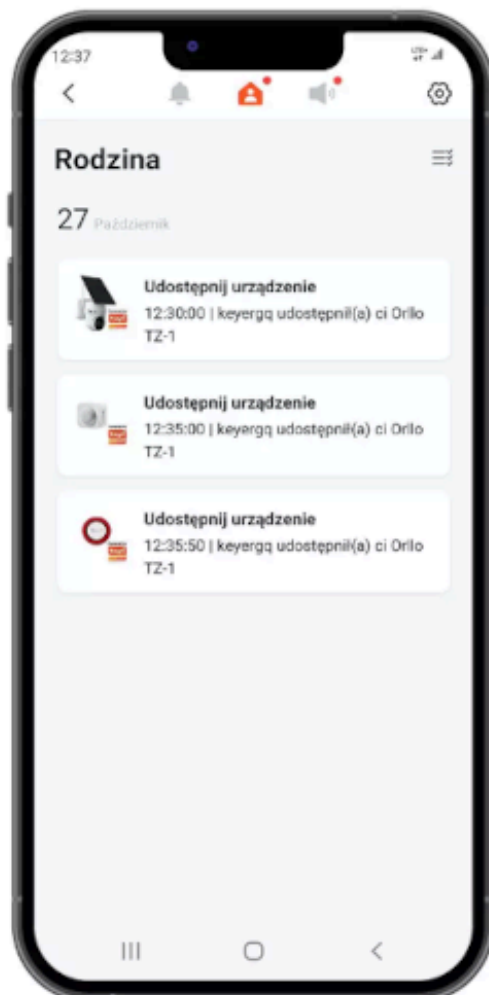 12:37
Rodzina
27 Październik
Udostępnij urządzenie
12:30:00 | keyergq udostępnił(a) ci Orllo
TZ-1
Udostępnij urządzenie
12:35:00 | keyergq udostępnił(a) ci Orllo
TZ-1
Udostępnij urządzenie
12:35:50 | keyergq udostępnił(a) ci Orllo
TZ-1